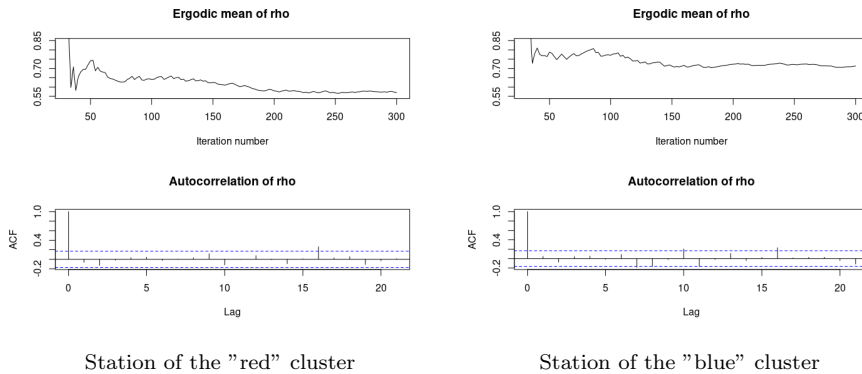 Ergodic mean of rho
0.55 0.70 0.85
50 100 150 200 250 300
Iteration number
Autocorrelation of rho
ACF
-0.2 0.4 1.0
0 5 10 15 20
Lag
Station of the "red" cluster
Ergodic mean of rho
0.55 0.70 0.85
50 100 150 200 250 300
Iteration number
Autocorrelation of rho
ACF
-0.2 0.4 1.0
0 5 10 15 20
Lag
Station of the "blue" cluster